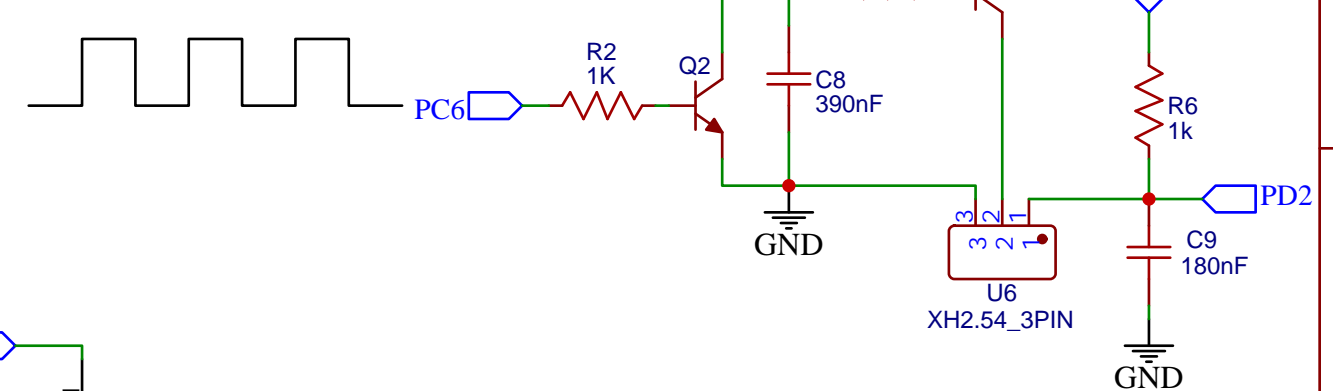 R2
1K
Q2
PC6
C8
390nF
R6
1k
PD2
GND
3 2 1
3 2 1
C9
180nF
U6
XH2.54_3PIN
GND